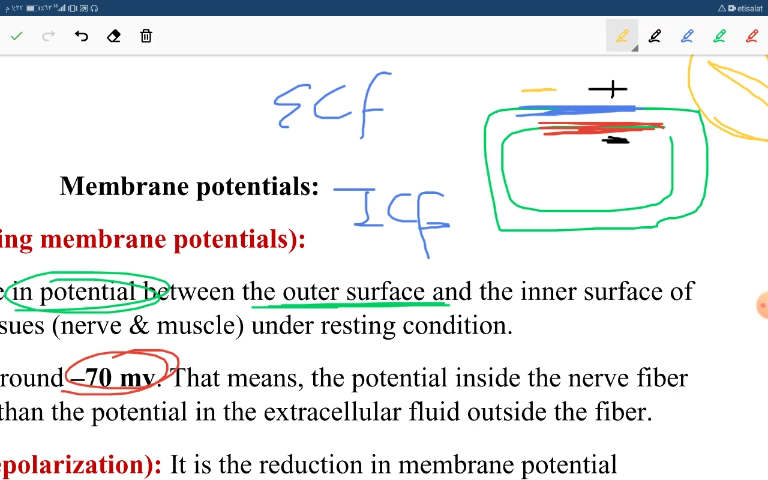 etisalat
ECF
Membrane potentials:
ICF
ing membrane potentials):
in potential between the outer surface and the inner surface of
sues (nerve & muscle) under resting condition.
round –70 mv. That means, the potential inside the nerve fiber
than the potential in the extracellular fluid outside the fiber.
epolarization): It is the reduction in membrane potential